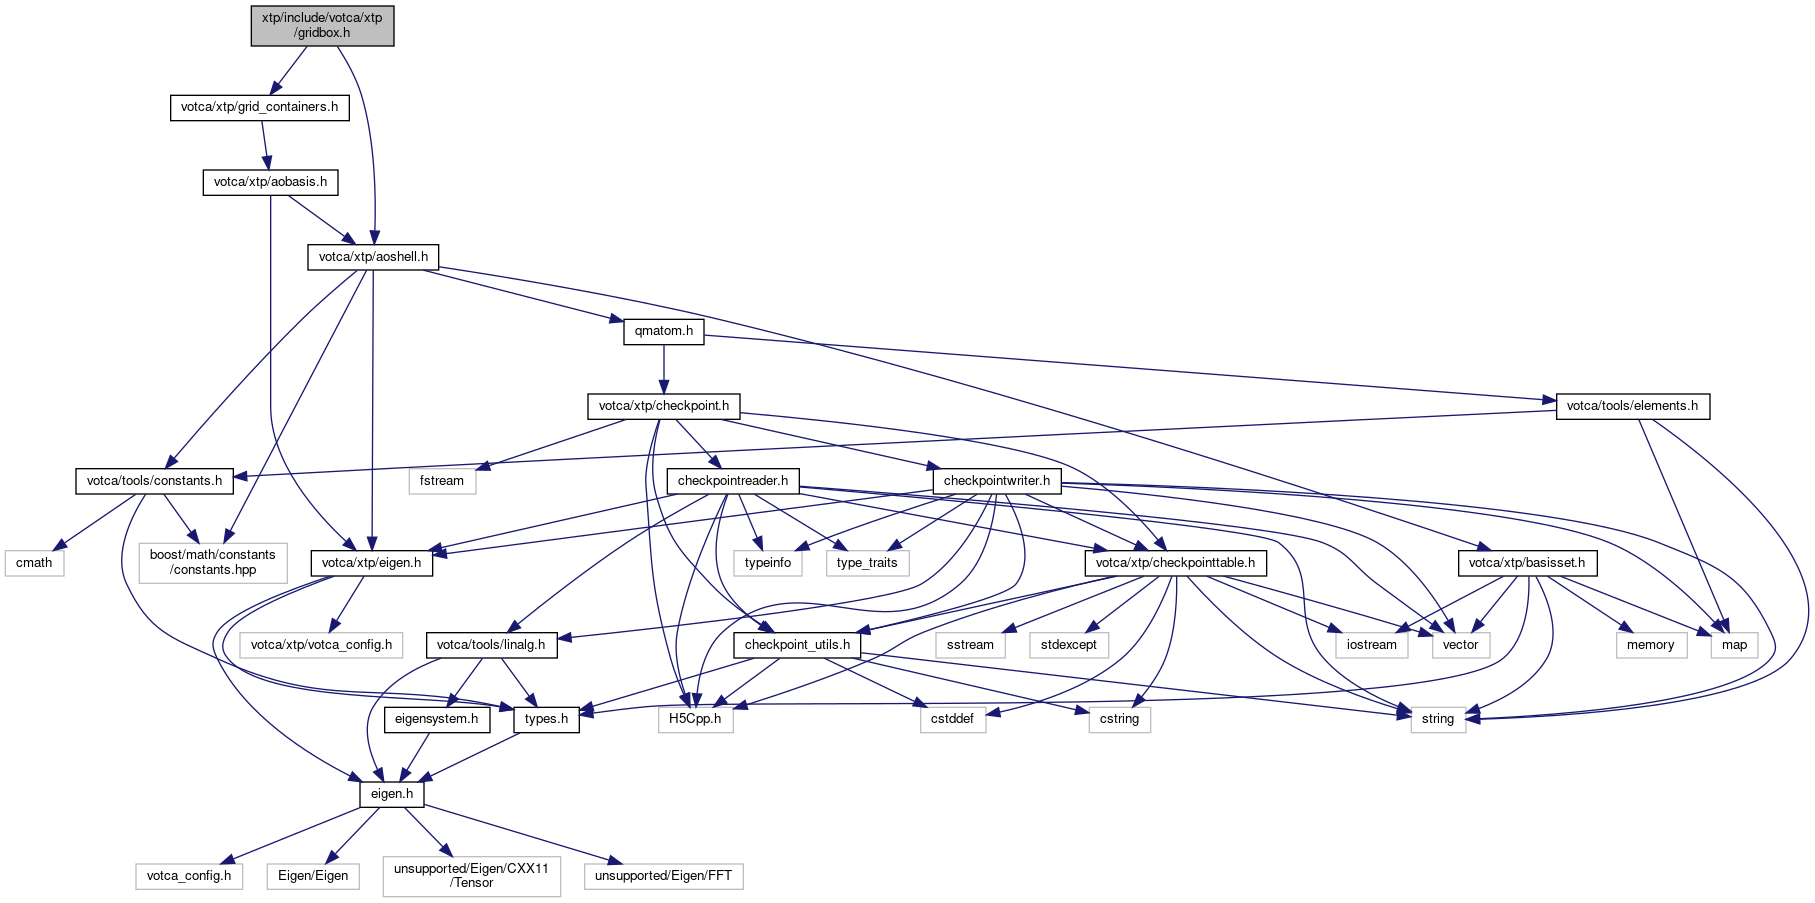 xtp/include/votca/xtp
/gridbox.h
votca/xtp/grid_containers.h
votca/xtp/aobasis.h
votca/xtp/aoshell.h
qmatom.h
votca/xtp/checkpoint.h
votca/tools/elements.h
votca/tools/constants.h
fstream
checkpointreader.h
checkpointwriter.h
cmath
boost/math/constants
/constants.hpp
votca/xtp/eigen.h
typeinfo
type_traits
votca/xtp/checkpointtable.h
votca/xtp/basisset.h
votca/xtp/votca_config.h
votca/tools/linalg.h
checkpoint_utils.h
sstream
stdexcept
iostream
vector
memory
map
eigensystem.h
types.h
H5Cpp.h
cstddef
cstring
string
eigen.h
votca_config.h
Eigen/Eigen
unsupported/Eigen/CXX11
/Tensor
unsupported/Eigen/FFT